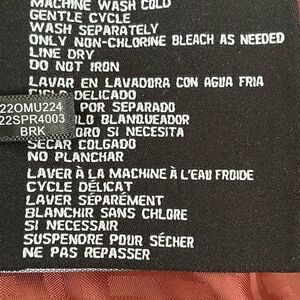 MACHINE WASH COLD
GENTLE CYCLE
WASH SEPARATELY
ONLY NON-CHLORINE BLEACH AS NEEDED
LINE DRY
DO NOT IRON
LAVAR EN LAVADORA CON AGUA FRIA
DELICADO
POR SEPARADO
BLANQUEADOR
SI NECESITA
SECAR COLGADO
NO PLANCHAR
22OMU224
22SPR4003
BRK
LAVER À LA MACHINE À L'EAU FROIDE
CYCLE DÉLICAT
LAVER SÉPARÉMENT
BLANCHIR SANS CHLORE
SI NECESSAIR
SUSPENDRE POUR SÉCHER
NE PAS REPASSER